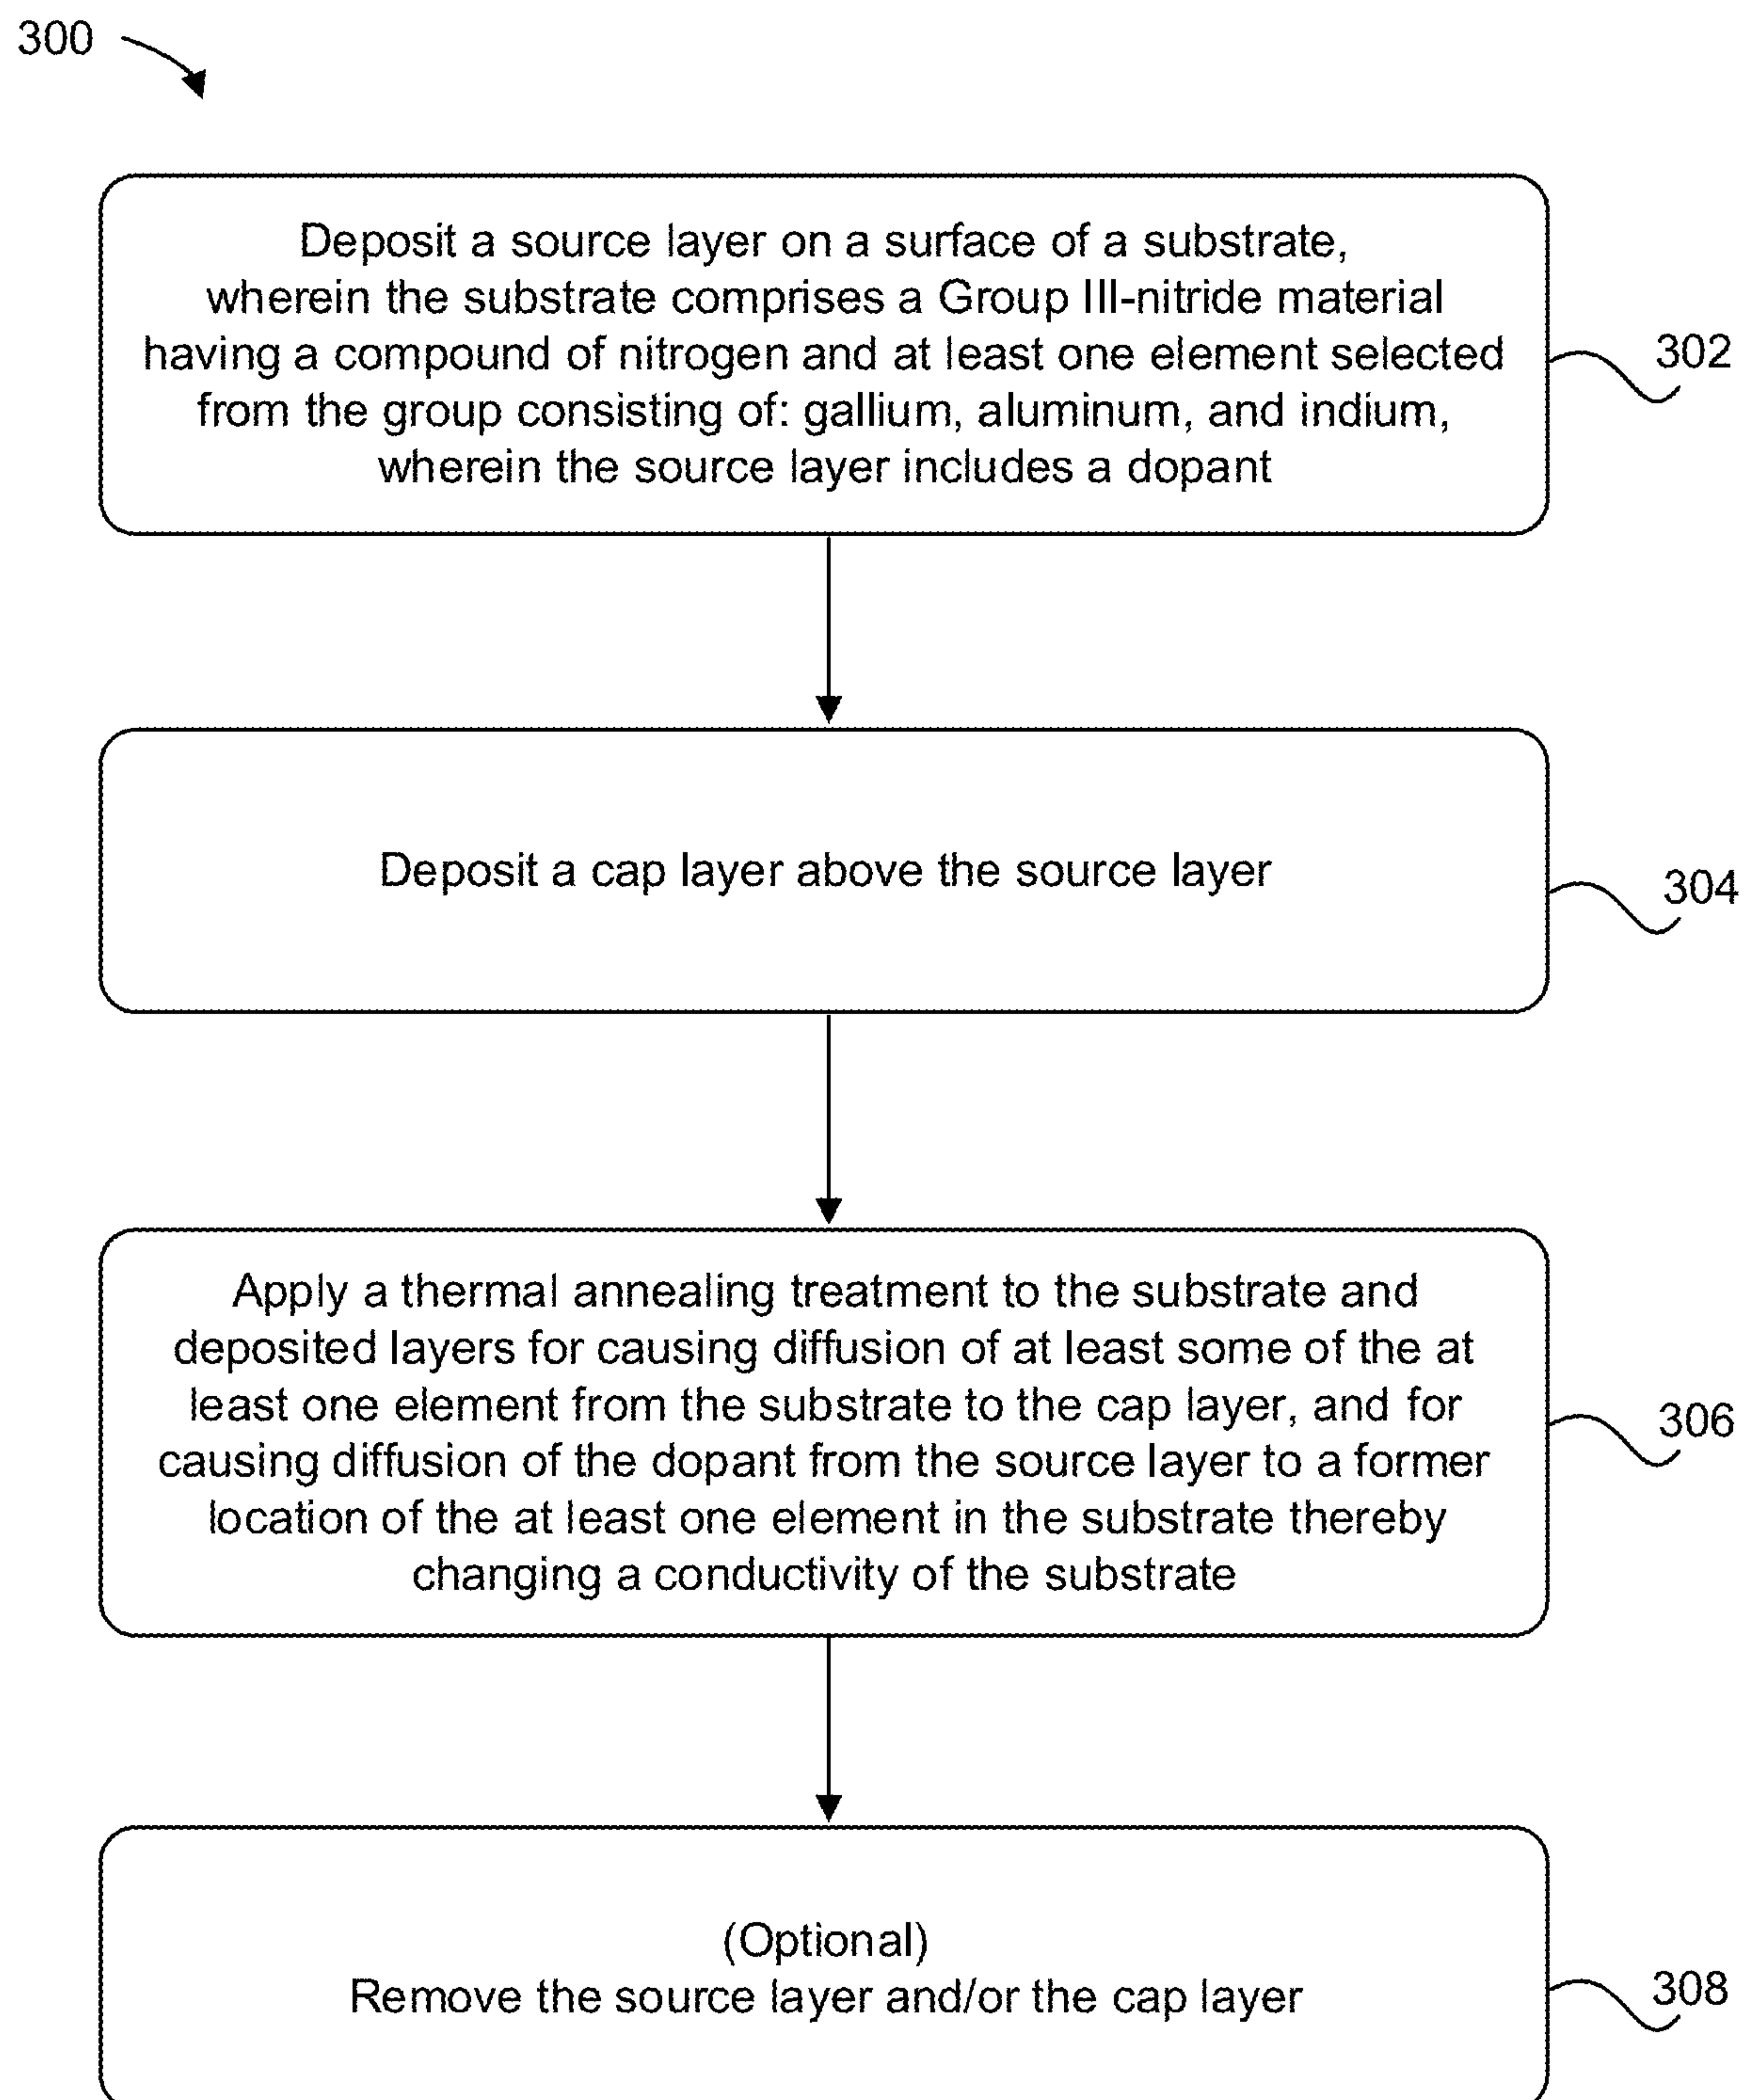 300
Deposit a source layer on a surface of a substrate,
wherein the substrate comprises a Group III-nitride material
having a compound of nitrogen and at least one element selected
from the group consisting of: gallium, aluminum, and indium,
wherein the source layer includes a dopant
302
Deposit a cap layer above the source layer
304
Apply a thermal annealing treatment to the substrate and
deposited layers for causing diffusion of at least some of the at
least one element from the substrate to the cap layer, and for
causing diffusion of the dopant from the source layer to a former
location of the at least one element in the substrate thereby
changing a conductivity of the substrate
306
(Optional)
Remove the source layer and/or the cap layer
308